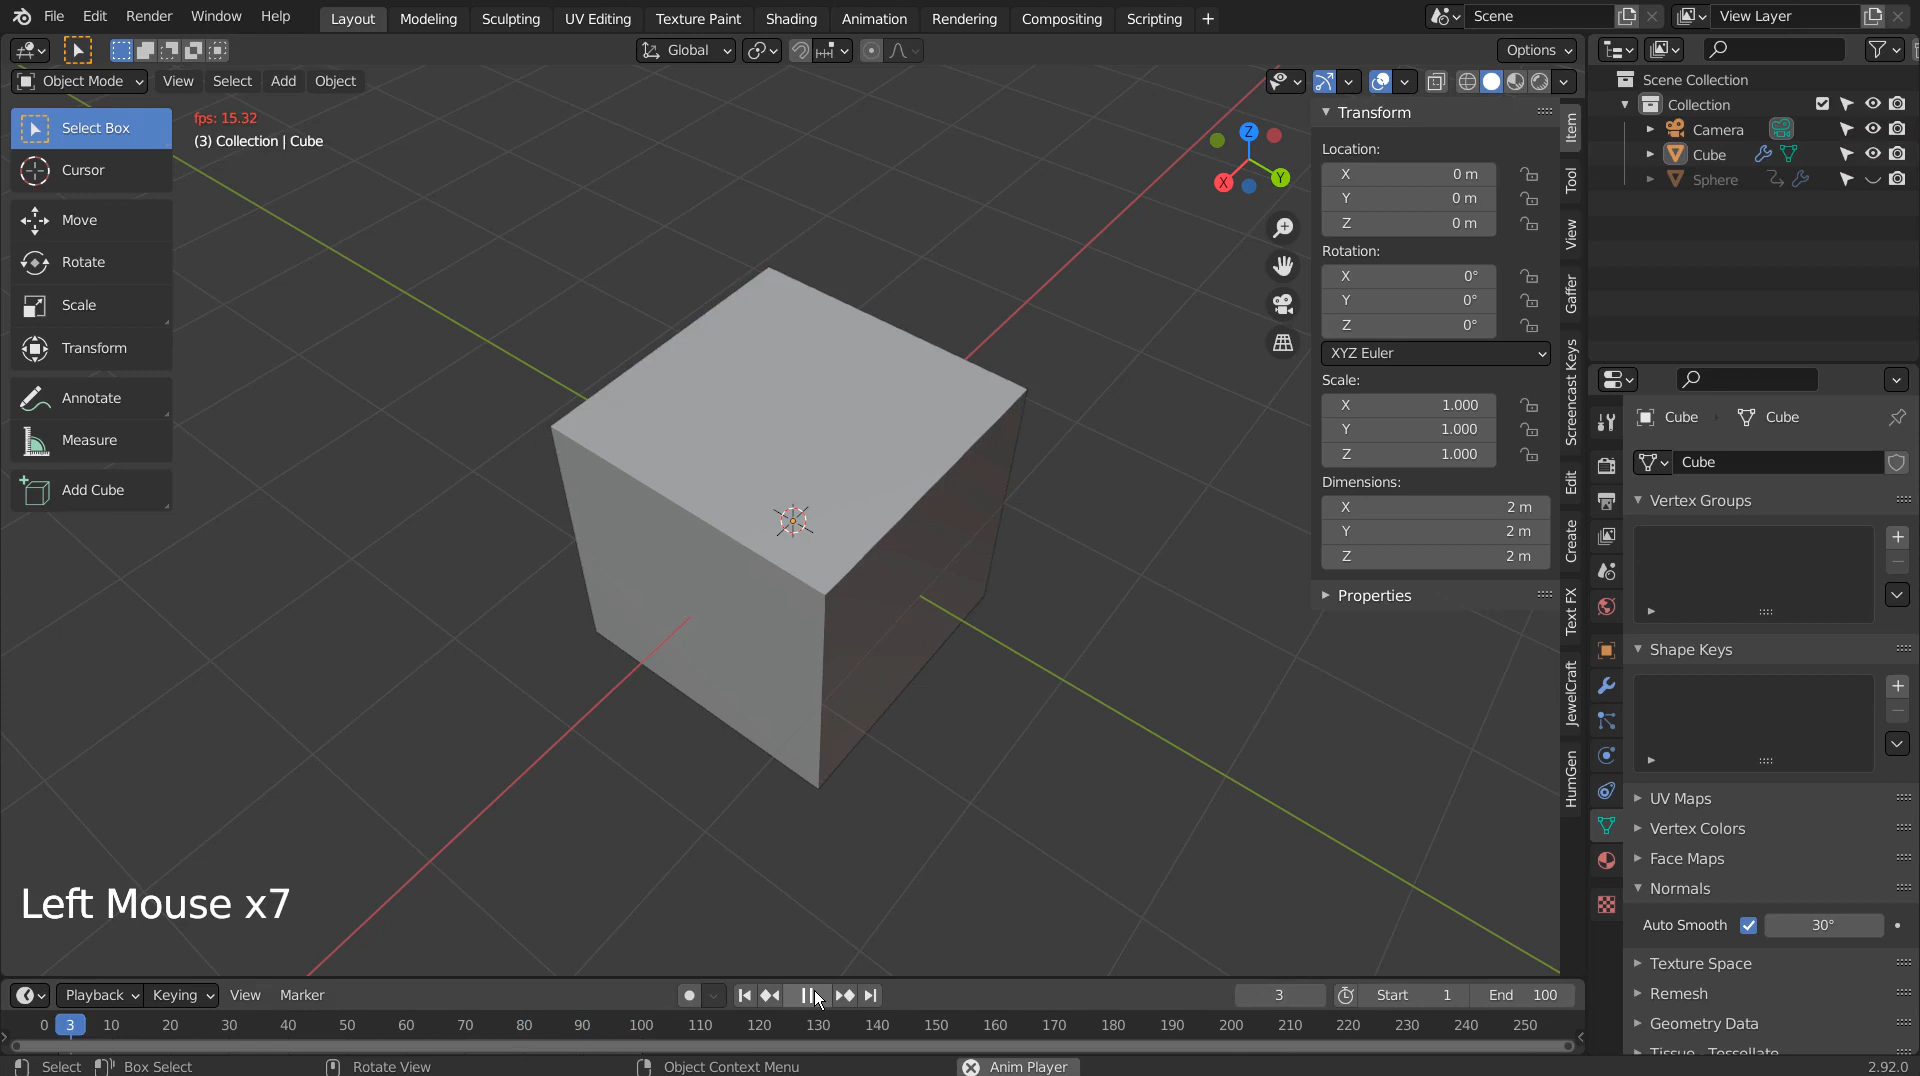 File Edit Render Window Help Layout Modeling Sculpting UV Editing Texture Paint Shading Animation Rendering Compositing Scripting + Scene View Layer
Global Options
Object Mode View Select Add Object
fps: 15.32
(3) Collection | Cube
Select Box
Cursor
Move
Rotate
Scale
Transform
Annotate
Measure
Add Cube
Z
X
Y
Left Mouse x7
Transform
Location:
X 0 m
Y 0 m
Z 0 m
Rotation:
X 0°
Y 0°
Z 0°
XYZ Euler
Scale:
X 1.000
Y 1.000
Z 1.000
Dimensions:
X 2 m
Y 2 m
Z 2 m
Properties
Item
Tool
View
Gaffer
Screencast Keys
Edit
Create
Text FX
JewelCraft
HumGen
Scene Collection
Collection
Camera
Cube
Sphere
Cube Cube
Cube
Vertex Groups
Shape Keys
UV Maps
Vertex Colors
Face Maps
Normals
Auto Smooth 30°
Texture Space
Remesh
Geometry Data
Tissue - Tessellate
Playback Keying View Marker 3 Start 1 End 100
0 3 10 20 30 40 50 60 70 80 90 100 110 120 130 140 150 160 170 180 190 200 210 220 230 240 250
Select Box Select Rotate View Object Context Menu Anim Player 2.92.0